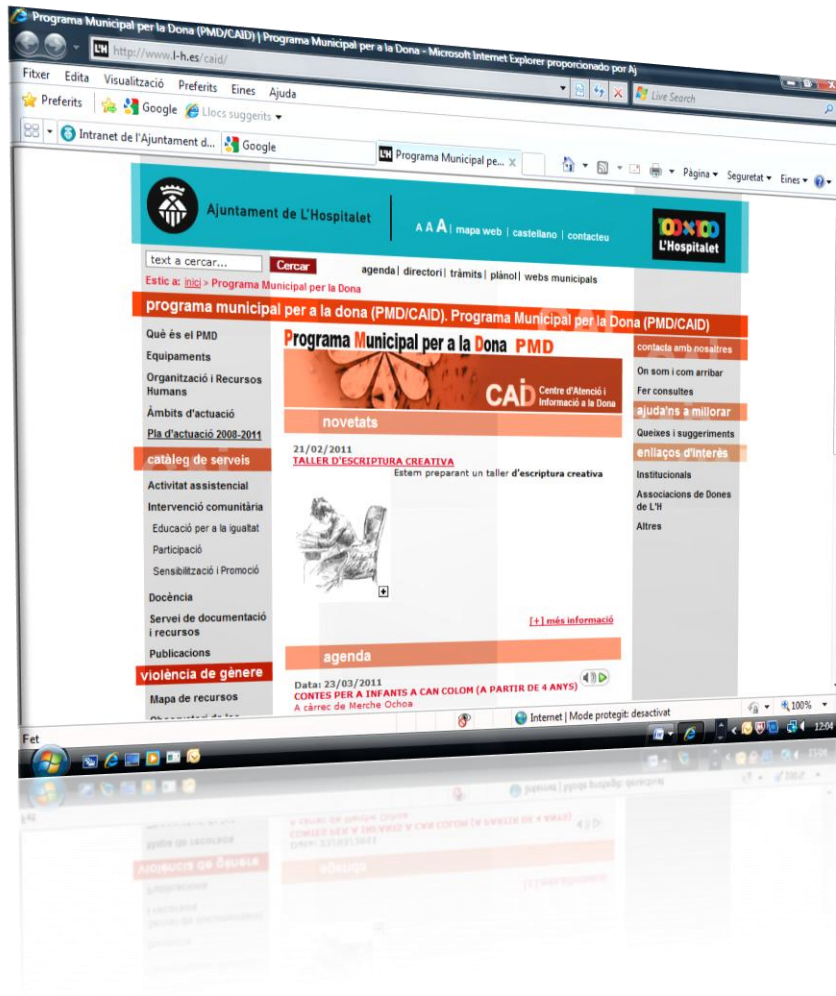 Programa Municipal per la Dona (PMD/CAID) | Programa Municipal per a la Dona - Microsoft Internet Explorer proporcionado por Aj
L'H http://www.l-h.es/caid/
Live Search
Fitxer Edita Visualització Preferits Eines Ajuda
Preferits Google Llocs suggerits
Intranet de l'Ajuntament d... Google L'H Programa Municipal pe... X Pàgina Seguretat Eines
Ajuntament de L'Hospitalet
A A A | mapa web | castellano | contacteu
100x100
L'Hospitalet
text a cercar... Cercar
agenda | directori | tràmits | plànol | webs municipals
Estic a: inici > Programa Municipal per la Dona
programa municipal per a la dona (PMD/CAID). Programa Municipal per la Dona (PMD/CAID)
Què és el PMD
Equipaments
Organització i Recursos
Humans
Àmbits d'actuació
Pla d'actuació 2008-2011
catàleg de serveis
Activitat assistencial
Intervenció comunitària
Educació per a la igualtat
Participació
Sensibilització i Promoció
Docència
Servei de documentació
i recursos
Publicacions
violència de gènere
Mapa de recursos
Programa Municipal per a la Dona PMD
CAiD Centre d'Atenció i
Informació a la Dona
novetats
21/02/2011
TALLER D'ESCRIPTURA CREATIVA
Estem preparant un taller d'escriptura creativa
[+] més informació
agenda
Data: 23/03/2011
CONTES PER A INFANTS A CAN COLOM (A PARTIR DE 4 ANYS)
A càrrec de Merche Ochoa
contacta amb nosaltres
On som i com arribar
Fer consultes
ajuda'ns a millorar
Queixes i suggeriments
enllaços d'interès
Institucionals
Associacions de Dones
de L'H
Altres
Fet
Internet | Mode protegit: desactivat
100%
12:04